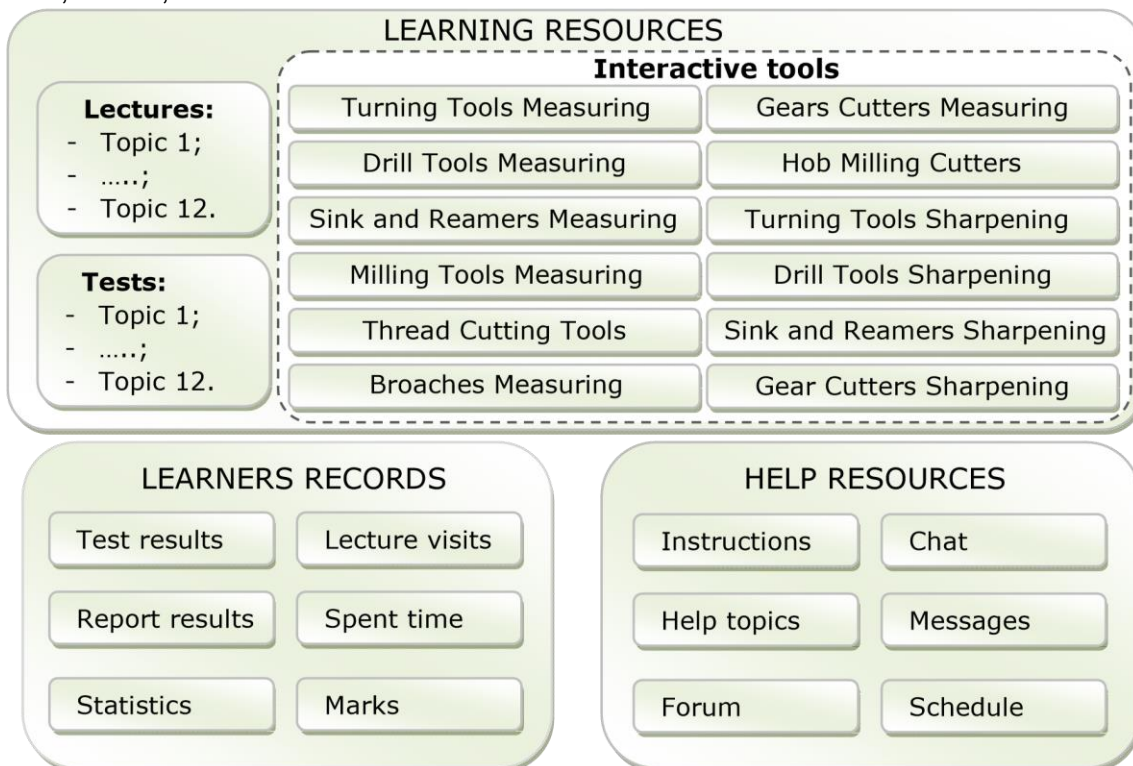 LEARNING RESOURCES
Interactive tools
Lectures:
- Topic 1;
- .....;
- Topic 12.
Tests:
- Topic 1;
- .....;
- Topic 12.
Turning Tools Measuring
Gears Cutters Measuring
Drill Tools Measuring
Hob Milling Cutters
Sink and Reamers Measuring
Turning Tools Sharpening
Milling Tools Measuring
Drill Tools Sharpening
Thread Cutting Tools
Sink and Reamers Sharpening
Broaches Measuring
Gear Cutters Sharpening
LEARNERS RECORDS
Test results
Lecture visits
Report results
Spent time
Statistics
Marks
HELP RESOURCES
Instructions
Chat
Help topics
Messages
Forum
Schedule